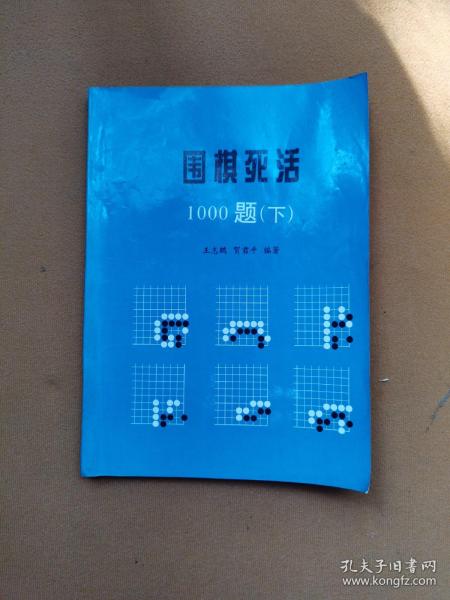 围棋死活
1000题(下)
王志鹏 贺君平 编著
孔夫子旧书网
www.kongfz.com